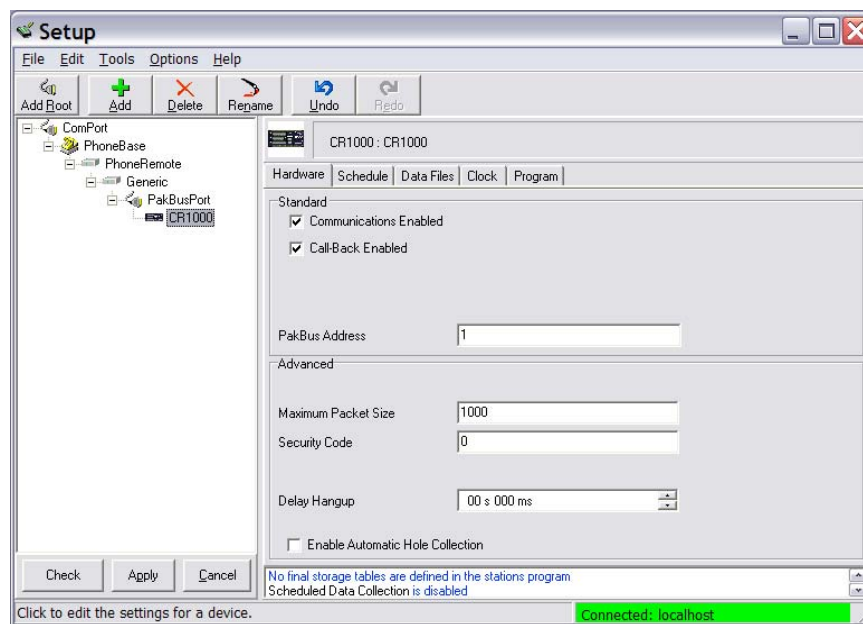 Setup
File Edit Tools Options Help
Add Root Add Delete Rename Undo Redo
ComPort
PhoneBase
PhoneRemote
Generic
PakBusPort
CR1000
CR1000 : CR1000
Hardware Schedule Data Files Clock Program
Standard
Communications Enabled
Call-Back Enabled
PakBus Address 1
Advanced
Maximum Packet Size 1000
Security Code 0
Delay Hangup 00 s 000 ms
Enable Automatic Hole Collection
Check Apply Cancel
No final storage tables are defined in the stations program
Scheduled Data Collection is disabled
Click to edit the settings for a device.
Connected: localhost